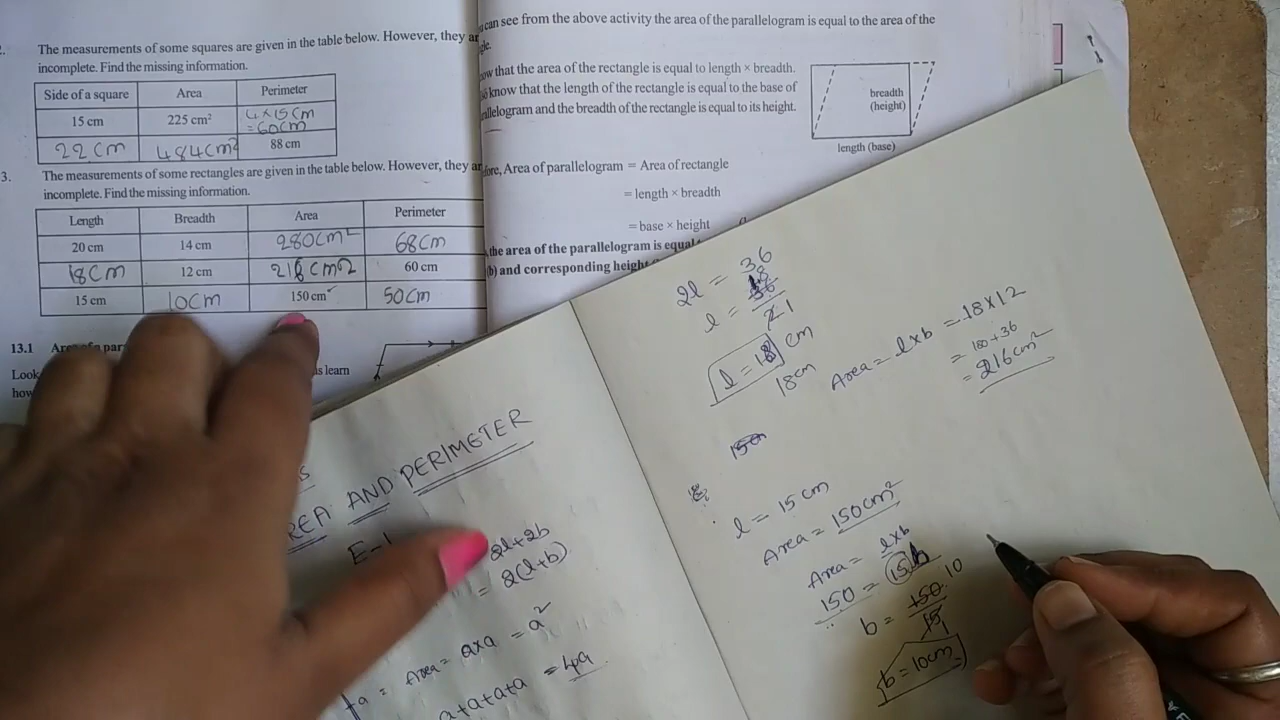 The measurements of some squares are given in the table below. However, they ar
incomplete. Find the missing information.
Side of a square Area Perimeter
15 cm 225 cm² 4×15cm
=60cm
22cm 484cm² 88 cm
3. The measurements of some rectangles are given in the table below. However, they ar
incomplete. Find the missing information.
Length Breadth Area Perimeter
20 cm 14 cm 280cm² 68cm
18cm 12 cm 216cm² 60 cm
15 cm 10cm 150 cm² 50cm
13.1
Look s learn
how
can see from the above activity the area of the parallelogram is equal to the area of the
gle.
now that the area of the rectangle is equal to length × breadth.
know that the length of the rectangle is equal to the base of
allelogram and the breadth of the rectangle is equal to its height.
breadth
(height)
length (base)
fore, Area of parallelogram = Area of rectangle
= length × breadth
= base × height
the area of the parallelogram is equal
b) and corresponding height
REA AND PERIMETER
E-1
2l+2b
= 2(l+b)
a = Area = a×a = a²
a+a+a+a = 4a
2l = 36
l = 18
36
2 1
l = 18 cm
18cm
Area = l×b = 18×12
= 180+36
= 216cm²
l = 15cm
Area = 150cm²
Area = l×b
150 = 15b
b = 150 10
15
b = 10cm